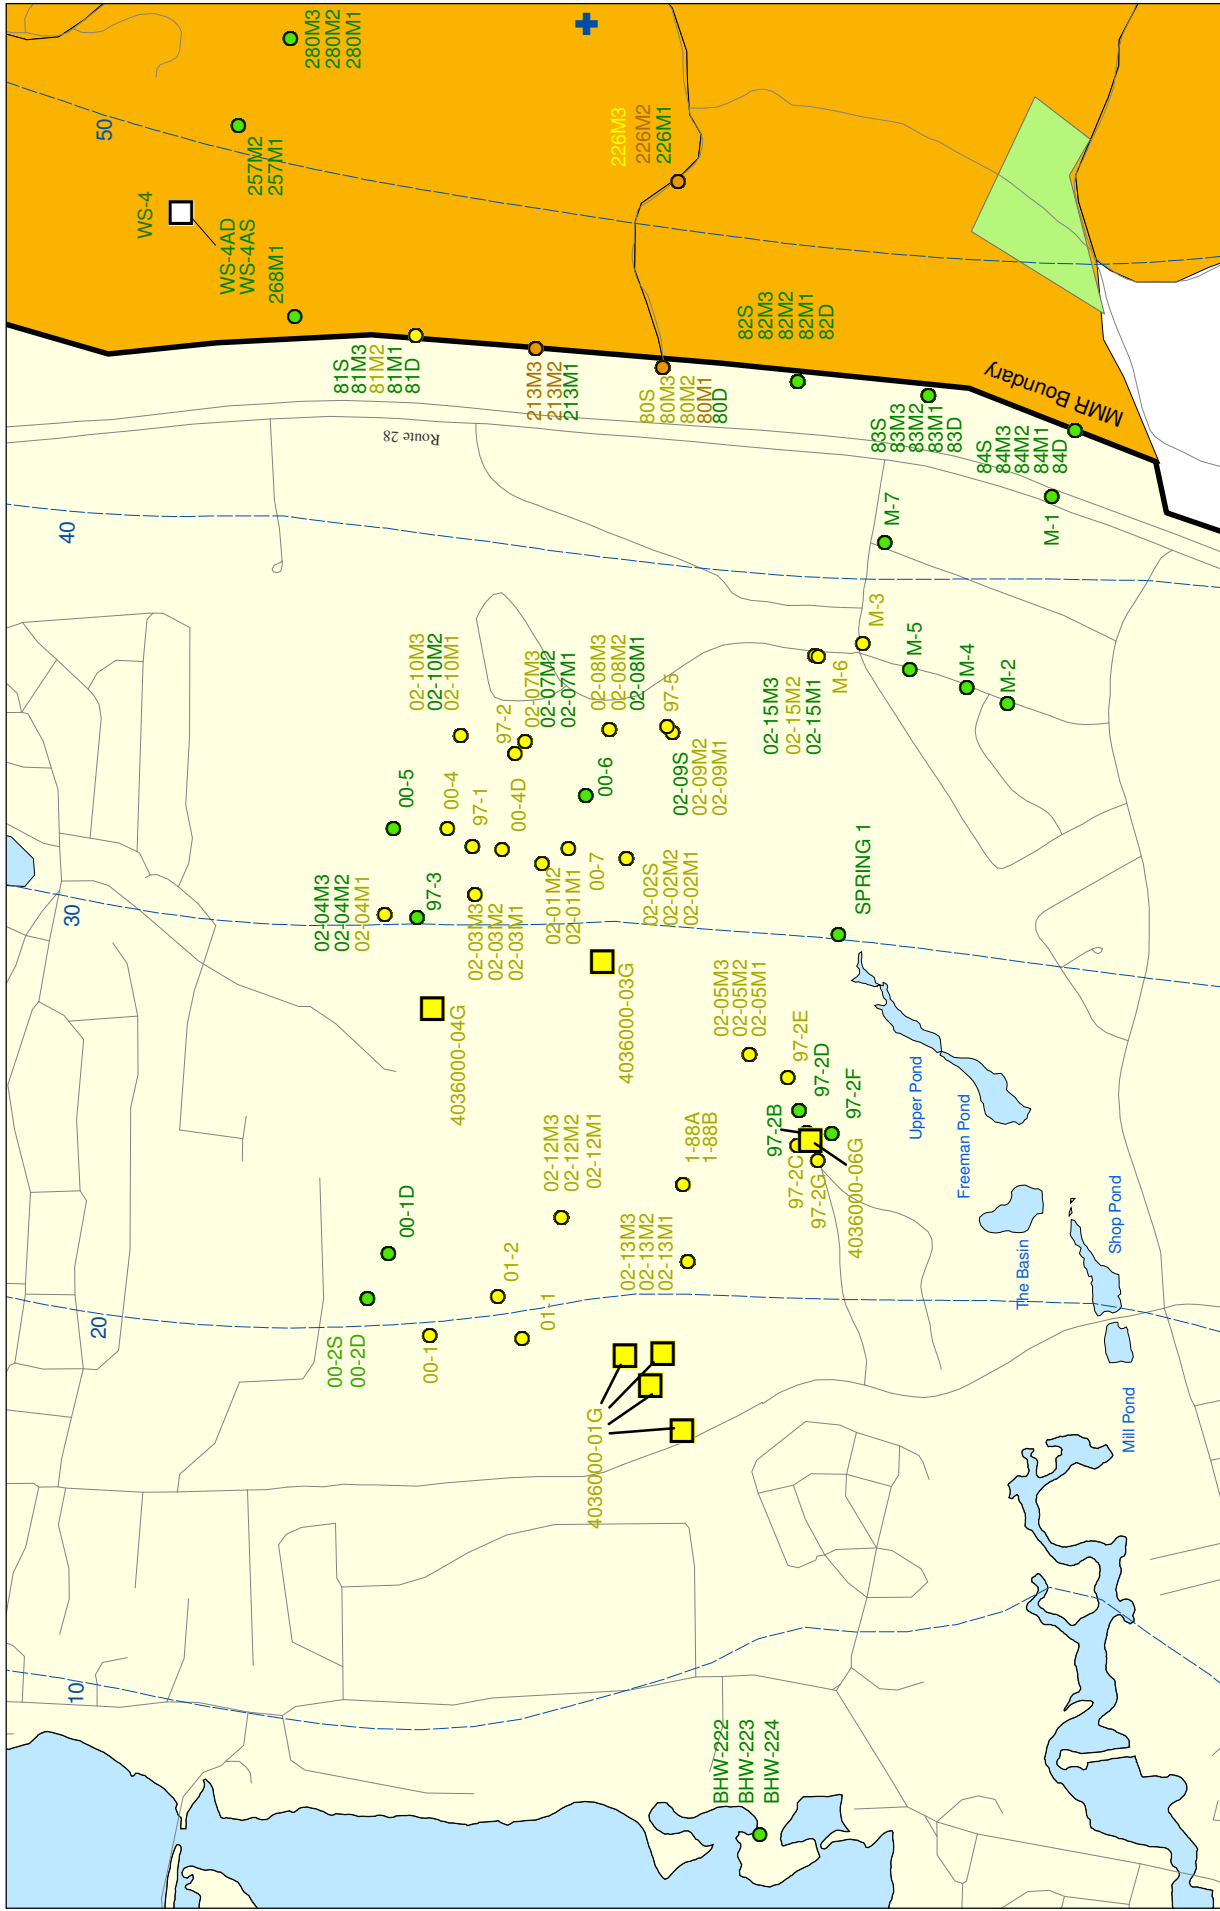 280M3
280M2
280M1
50
257M2
257M1
WS-4
WS-4AD
WS-4AS
268M1
226M3
226M2
226M1
81S
81M3
81M2
81M1
81D
213M3
213M2
213M1
80S
80M3
80M2
80M1
80D
82S
82M3
82M2
82M1
82D
83S
83M3
83M2
83M1
83D
84S
84M3
84M2
84M1
84D
MMR Boundary
Route 28
40
M-7
M-1
M-3
M-5
M-4
M-2
M-6
02-15M3
02-15M2
02-15M1
02-10M3
02-10M2
02-10M1
97-2
02-07M3
02-07M2
02-07M1
02-08M3
02-08M2
02-08M1
97-5
02-09S
02-09M2
02-09M1
00-5
00-4
97-1
00-4D
00-6
00-7
02-01M2
02-01M1
02-02S
02-02M2
02-02M1
30
02-04M3
02-04M2
02-04M1
97-3
02-03M3
02-03M2
02-03M1
SPRING 1
4036000-04G
4036000-03G
02-05M3
02-05M2
02-05M1
97-2E
97-2D
97-2F
97-2B
97-2C
97-2G
4036000-06G
1-88A
1-88B
02-12M3
02-12M2
02-12M1
02-13M3
02-13M2
02-13M1
Upper Pond
Freeman Pond
The Basin
Shop Pond
Mill Pond
00-1D
00-2S
00-2D
01-2
01-1
00-1
20
4036000-01G
10
BHW-222
BHW-223
BHW-224